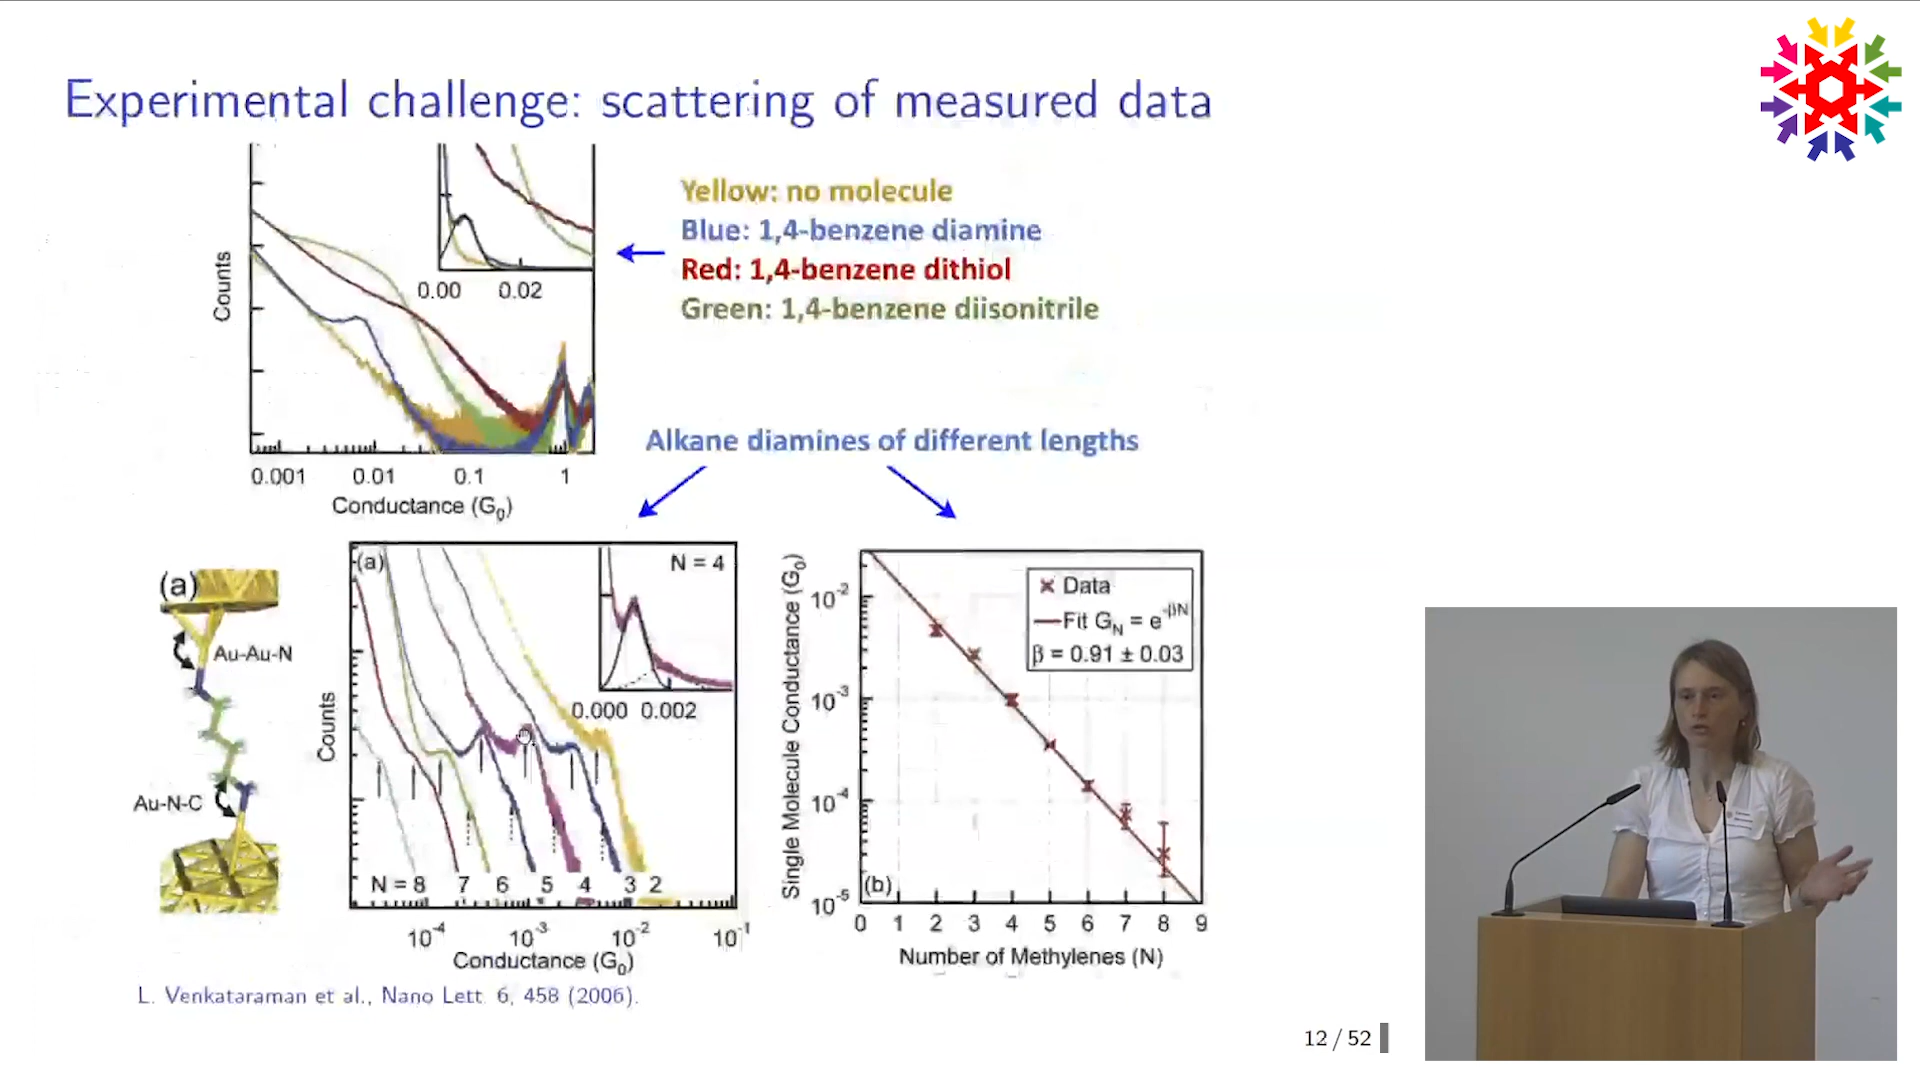 Experimental challenge: scattering of measured data
Counts
0.00 0.02
0.001 0.01 0.1 1
Conductance (G0)
Yellow: no molecule
Blue: 1,4-benzene diamine
Red: 1,4-benzene dithiol
Green: 1,4-benzene diisonitrile
Alkane diamines of different lengths
(a)
Au-Au-N
Au-N-C
(a)
N = 4
0.000 0.002
Counts
N = 8 7 6 5 4 3 2
10-4 10-3 10-2 10-1
Conductance (G0)
Single Molecule Conductance (G0)
10-2
10-3
10-4
10-5
Data
Fit GN = e-βN
β = 0.91 ± 0.03
(b)
0 1 2 3 4 5 6 7 8 9
Number of Methylenes (N)
L. Venkataraman et al., Nano Lett. 6, 458 (2006).
12 / 52